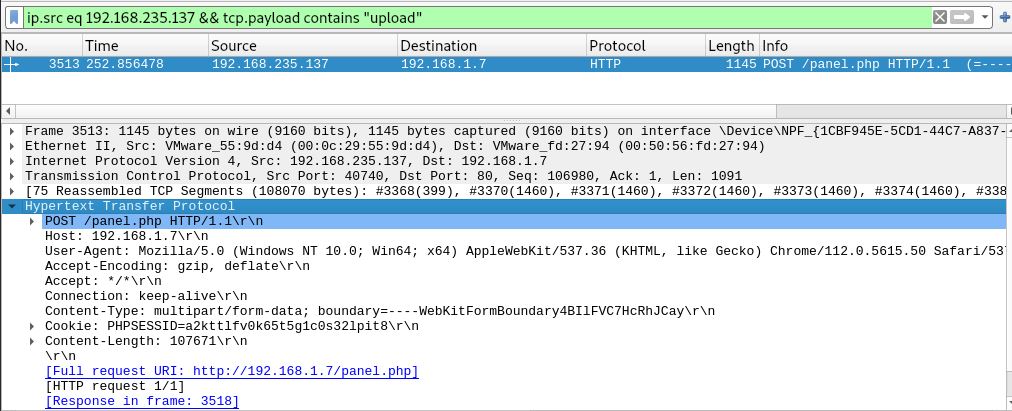 ip.src eq 192.168.235.137 && tcp.payload contains "upload"
No. Time Source Destination Protocol Length Info
3513 252.856478 192.168.235.137 192.168.1.7 HTTP 1145 POST /panel.php HTTP/1.1 (=----
Frame 3513: 1145 bytes on wire (9160 bits), 1145 bytes captured (9160 bits) on interface \Device\NPF_{1CBF945E-5CD1-44C7-A837-
Ethernet II, Src: VMware_55:9d:d4 (00:0c:29:55:9d:d4), Dst: VMware_fd:27:94 (00:50:56:fd:27:94)
Internet Protocol Version 4, Src: 192.168.235.137, Dst: 192.168.1.7
Transmission Control Protocol, Src Port: 40740, Dst Port: 80, Seq: 106980, Ack: 1, Len: 1091
[75 Reassembled TCP Segments (108070 bytes): #3368(399), #3370(1460), #3371(1460), #3372(1460), #3373(1460), #3374(1460), #338
Hypertext Transfer Protocol
POST /panel.php HTTP/1.1\r\n
Host: 192.168.1.7\r\n
User-Agent: Mozilla/5.0 (Windows NT 10.0; Win64; x64) AppleWebKit/537.36 (KHTML, like Gecko) Chrome/112.0.5615.50 Safari/537
Accept-Encoding: gzip, deflate\r\n
Accept: */*\r\n
Connection: keep-alive\r\n
Content-Type: multipart/form-data; boundary=----WebKitFormBoundary4BIlFVC7HcRhJCay\r\n
Cookie: PHPSESSID=a2kttlfv0k65t5g1c0s32lpit8\r\n
Content-Length: 107671\r\n
\r\n
[Full request URI: http://192.168.1.7/panel.php]
[HTTP request 1/1]
[Response in frame: 3518]